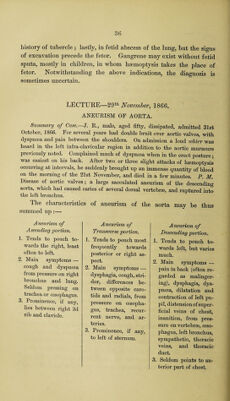 36
history of tubercle; lastly, in fetid abscess of the lung, but the signs
of excavation precede the fetor. Gangrene may exist without fetid
sputa, mostly in children, in whom hæmoptysis takes the place of
fetor. Notwithstanding the above indications, the diagnosis is
sometimes uncertain.
LECTURE—29th November, 1866.
ANEURISM OF AORTA.
Summary of Case.—J. R., male, aged fifty, dissipated, admitted 31st
October, 1866. For several years had double bruit over aortic valves, with
dyspnœa and pain between the shoulders. On admission a loud odour was
heard in the left infra-clavicular region in addition to the aortic murmurs
previously noted. Complained much of dyspnœa when in the erect posture;
was easiest on his back. After two or three slight attacks of hæmoptysis
occurring at intervals, he suddenly brought up an immense quantity of blood
on the morning of the 21st November, and died in a few minutes. P. M.
Disease of aortic valves; a large sacculated aneurism of the descending
aorta, which had caused caries of several dorsal vertebræ, and ruptured into
the left bronchus.
The characteristics of aneurism of the aorta may be thus
summed up:—
Aneurism of
Ascending portion.
1. Tends to pouch to-
wards the right, least
often to left.
2. Main symptoms—
cough and dyspnœa
from pressure on right
bronchus and lung.
Seldom pressing on
trachea or œsophagus.
3. Prominence, if any,
lies between right 3d
rib and clavicle.
Aneurism of
Transverse portion.
1. Tends to pouch most
frequently towards
posterior or right as-
pect.
2. Main symptoms—
dysphagia, cough, stri-
dor, differences be-
tween opposite caro-
tids and radials, from
pressure on œsopha-
gus, trachea, recur-
rent nerve, and ar-
teries.
3. Prominence, if any,
to left of sternum.
Aneurism of
Descending portion.
1. Tends to pouch to-
wards left, but varies
much.
2. Main symptoms—
pain in back (often re-
garded as malinger-
ing), dysphagia, dys-
pnœa, dilatation and
contraction of left pu-
pil, distension of super-
ficial veins of chest,
inanition, from pres-
sure on vertebræ, œso-
phagus, left bronchus,
sympathetic, thoracic
veins, and thoracic
duct.
3. Seldom points to an-
terior part of chest.